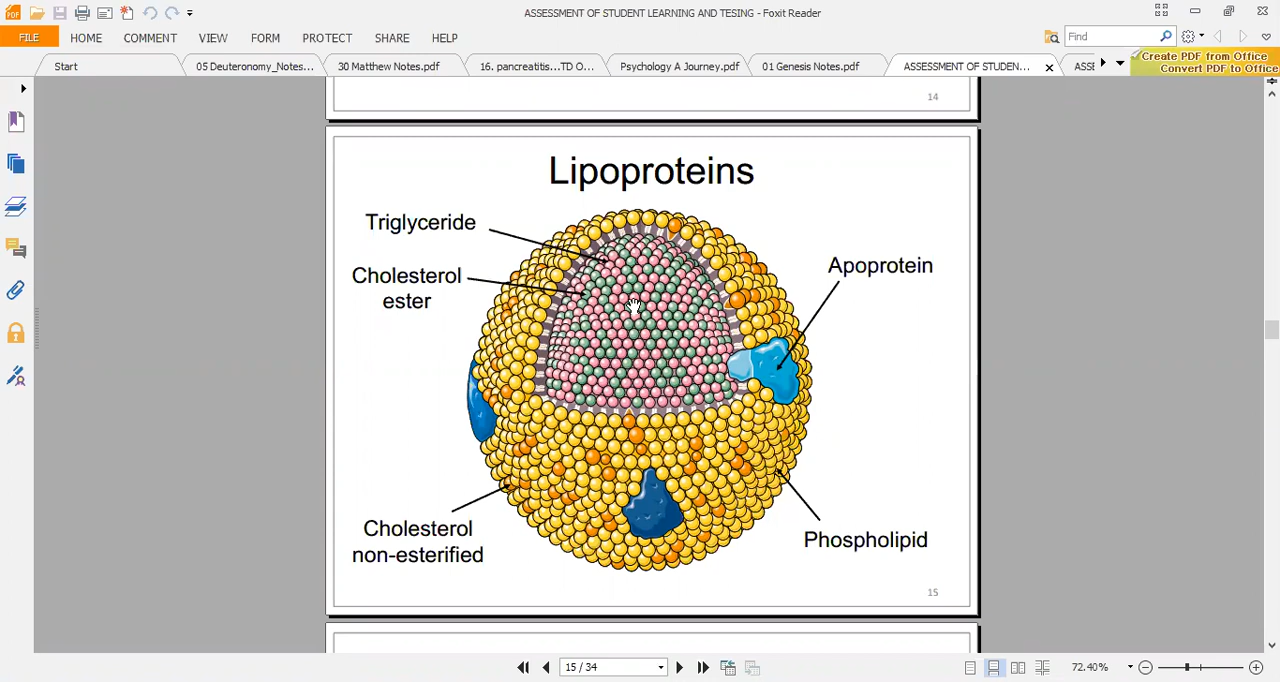 ASSESSMENT OF STUDENT LEARNING AND TESING - Foxit Reader
FILE HOME COMMENT VIEW FORM PROTECT SHARE HELP
Find
Start
05 Deuteronomy_Notes...
30 Matthew Notes.pdf
16. pancreatitis...TD O...
Psychology A Journey.pdf
01 Genesis Notes.pdf
ASSESSMENT OF STUDEN...
ASSE
Create PDF from Office
Convert PDF to Office
14
Lipoproteins
Triglyceride
Cholesterol
ester
Apoprotein
Cholesterol
non-esterified
Phospholipid
15
15 / 34
72.40%